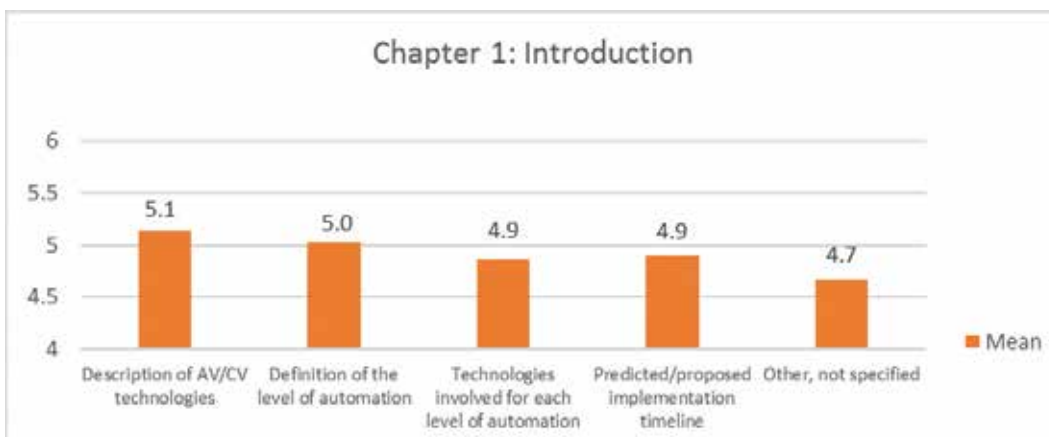 Chapter 1: Introduction
6
5.5
5
4.5
4
5.1
5.0
4.9
4.9
4.7
Description of AV/CV
technologies
Definition of the
level of automation
Technologies
involved for each
level of automation
Predicted/proposed
implementation
timeline
Other, not specified
Mean